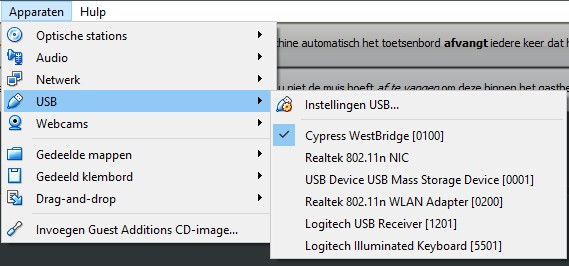 Apparaten Hulp
Optische stations
Audio
Netwerk
USB
Webcams
Gedeelde mappen
Gedeeld klembord
Drag-and-drop
Invoegen Guest Additions CD-image...
chine automatisch het toetsenbord afvangt iedere keer dat h
u niet de muis hoeft af te vangen om deze binnen het gastbe
Instellingen USB...
Cypress WestBridge [0100]
Realtek 802.11n NIC
USB Device USB Mass Storage Device [0001]
Realtek 802.11n WLAN Adapter [0200]
Logitech USB Receiver [1201]
Logitech Illuminated Keyboard [5501]